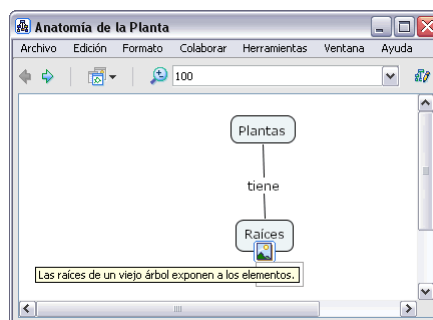 Anatomía de la Planta
Archivo Edición Formato Colaborar Herramientas Ventana Ayuda
100
Plantas
tiene
Raíces
Las raíces de un viejo árbol exponen a los elementos.